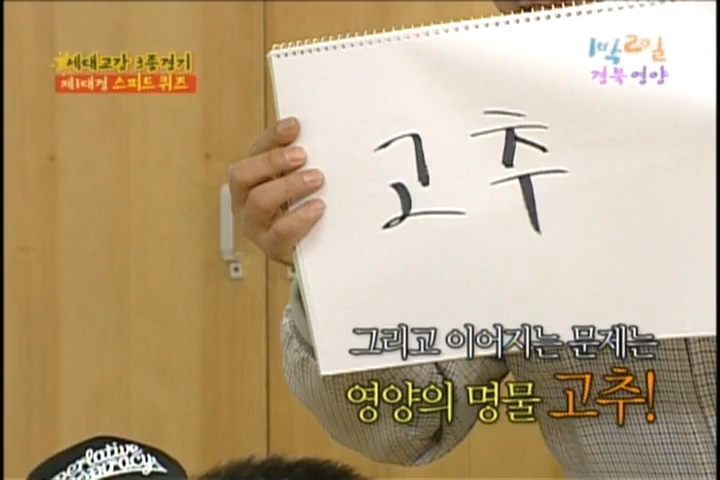 세대교감 3종경기
제1대결 스피드 퀴즈
1박2일
경북 영양
고추
그리고 이어지는 문제는
영양의 명물 고추!